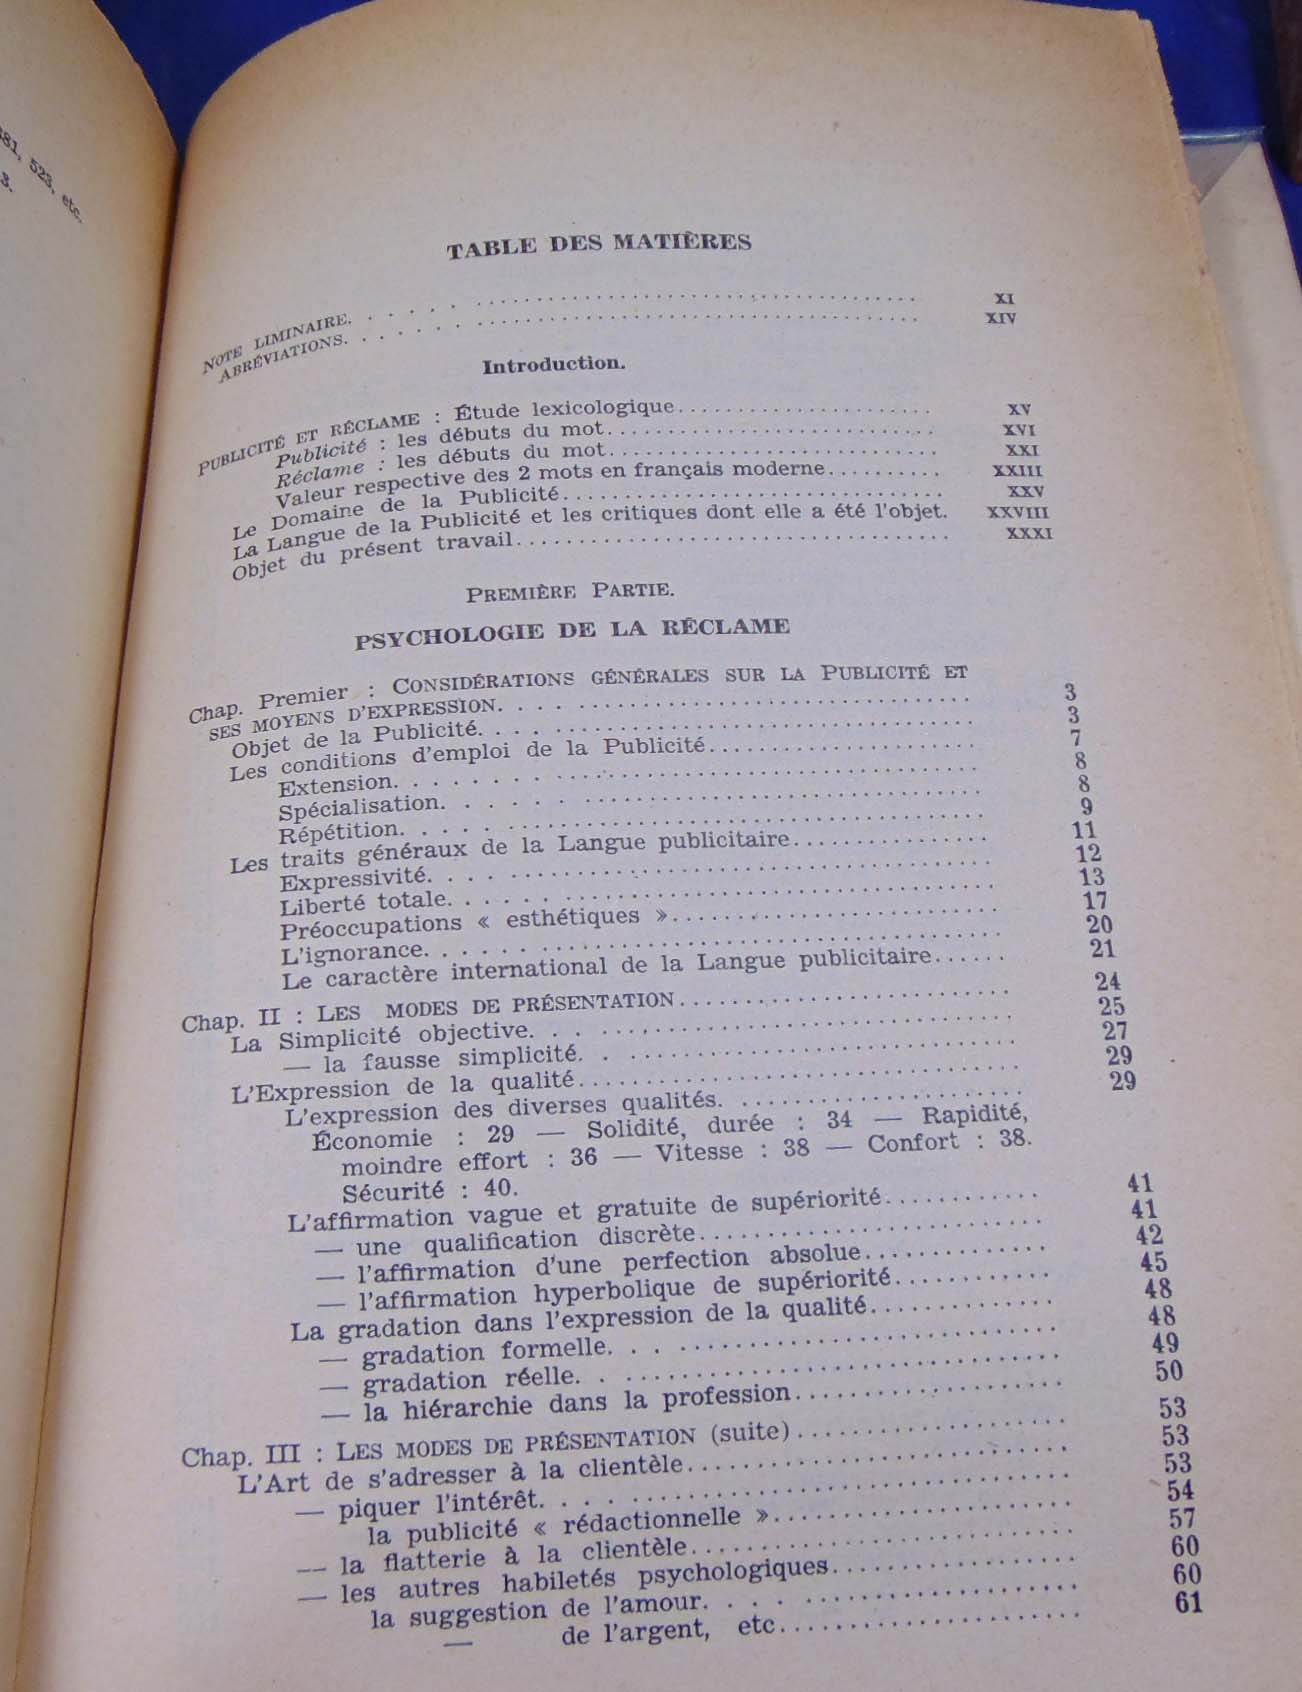 81, 523, etc.
3.
TABLE DES MATIÈRES
NOTE LIMINAIRE. . . . . . . . . . XI
ABRÉVIATIONS. . . . . . . . . . XIV
Introduction.
PUBLICITÉ ET RÉCLAME : Étude lexicologique. . . . . . . . . . XV
Publicité : les débuts du mot. . . . . . . . . . XVI
Réclame : les débuts du mot. . . . . . . . . . XXI
Valeur respective des 2 mots en français moderne. . . . . . . . . . XXIII
Le Domaine de la Publicité. . . . . . . . . . XXV
La Langue de la Publicité et les critiques dont elle a été l'objet. XXVIII
Objet du présent travail. . . . . . . . . . XXXI
PREMIÈRE PARTIE.
PSYCHOLOGIE DE LA RÉCLAME
Chap. Premier : CONSIDÉRATIONS GÉNÉRALES SUR LA PUBLICITÉ ET
SES MOYENS D'EXPRESSION. . . . . . . . . . 3
Objet de la Publicité. . . . . . . . . . 3
Les conditions d'emploi de la Publicité. . . . . . . . . . 7
Extension. . . . . . . . . . 8
Spécialisation. . . . . . . . . . 8
Répétition. . . . . . . . . . 9
Les traits généraux de la Langue publicitaire. . . . . . . . . . 11
Expressivité. . . . . . . . . . 12
Liberté totale. . . . . . . . . . 13
Préoccupations « esthétiques ». . . . . . . . . . 17
L'ignorance. . . . . . . . . . 20
Le caractère international de la Langue publicitaire. . . . . . 21
Chap. II : LES MODES DE PRÉSENTATION. . . . . . . . . . 24
La Simplicité objective. . . . . . . . . . 25
— la fausse simplicité. . . . . . . . . . 27
L'Expression de la qualité. . . . . . . . . . 29
L'expression des diverses qualités. . . . . . . . . . 29
Économie : 29 — Solidité, durée : 34 — Rapidité,
moindre effort : 36 — Vitesse : 38 — Confort : 38.
Sécurité : 40.
L'affirmation vague et gratuite de supériorité. . . . . . . . . . 41
— une qualification discrète. . . . . . . . . . 41
— l'affirmation d'une perfection absolue. . . . . . . . . . 42
— l'affirmation hyperbolique de supériorité. . . . . . . . . . 45
La gradation dans l'expression de la qualité. . . . . . . . . . 48
— gradation formelle. . . . . . . . . . 48
— gradation réelle. . . . . . . . . . 49
— la hiérarchie dans la profession. . . . . . . . . . 50
Chap. III : LES MODES DE PRÉSENTATION (suite). . . . . . . . . . 53
L'Art de s'adresser à la clientèle. . . . . . . . . . 53
— piquer l'intérêt. . . . . . . . . . 53
la publicité « rédactionnelle ». . . . . . . . . . 54
— la flatterie à la clientèle. . . . . . . . . . 57
— les autres habiletés psychologiques. . . . . . . . . . 60
la suggestion de l'amour. . . . . . . . . . 60
— de l'argent, etc. . . . . . . . . . 61